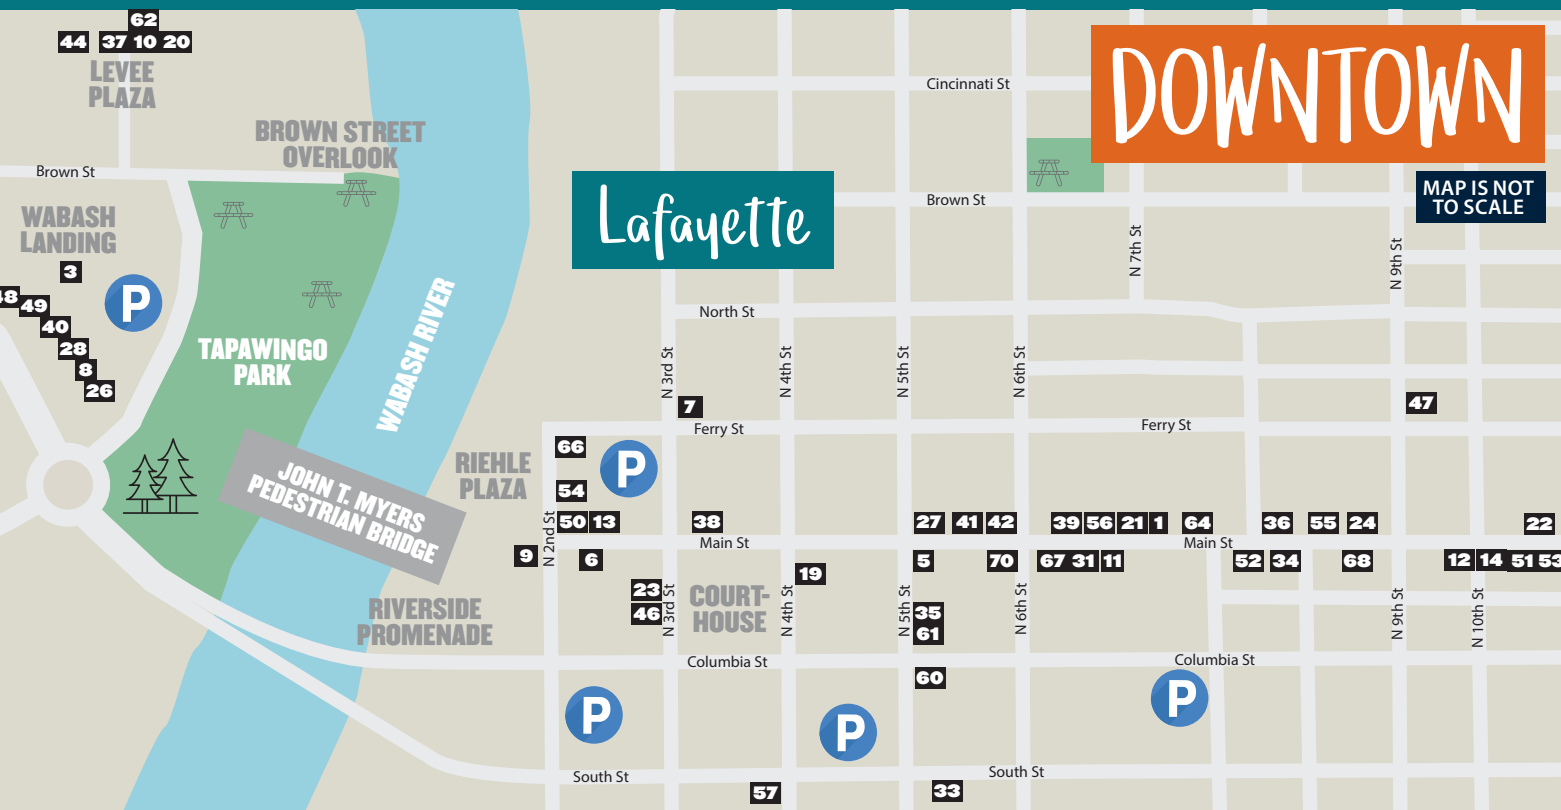 62
44 37 10 20
LEVEE
PLAZA
BROWN STREET
OVERLOOK
Brown St
WABASH
LANDING
3
P
48
49
40
28
8
26
TAPAWINGO
PARK
WABASH RIVER
JOHN T. MYERS
PEDESTRIAN BRIDGE
RIEHLE
PLAZA
RIVERSIDE
PROMENADE
Lafayette
DOWNTOWN
MAP IS NOT
TO SCALE
Cincinnati St
Brown St
N 7th St
N 9th St
North St
N 3rd St
N 4th St
N 5th St
N 6th St
7
47
Ferry St
Ferry St
66
P
54
50 13
38
27 41 42
39 56 21 1 64
36 55 24
22
N 2nd St
Main St
Main St
9
6
19
5
70
67 31 11
52 34
68
12 14 51 53
23
46
N 3rd St
COURT-
HOUSE
N 4th St
N 5th St
35
61
N 6th St
N 9th St
N 10th St
Columbia St
Columbia St
60
P
P
P
South St
South St
57
33